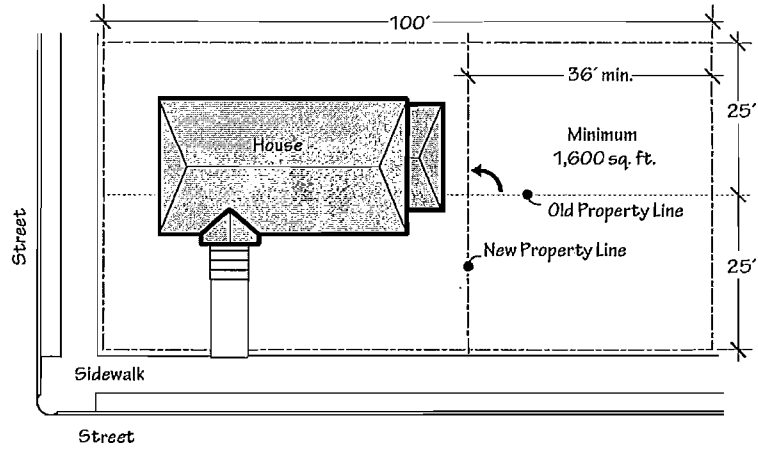 100'
36' min.
25'
House
Minimum
1,600 sq. ft.
Old Property Line
Street
New Property Line
25'
Sidewalk
Street